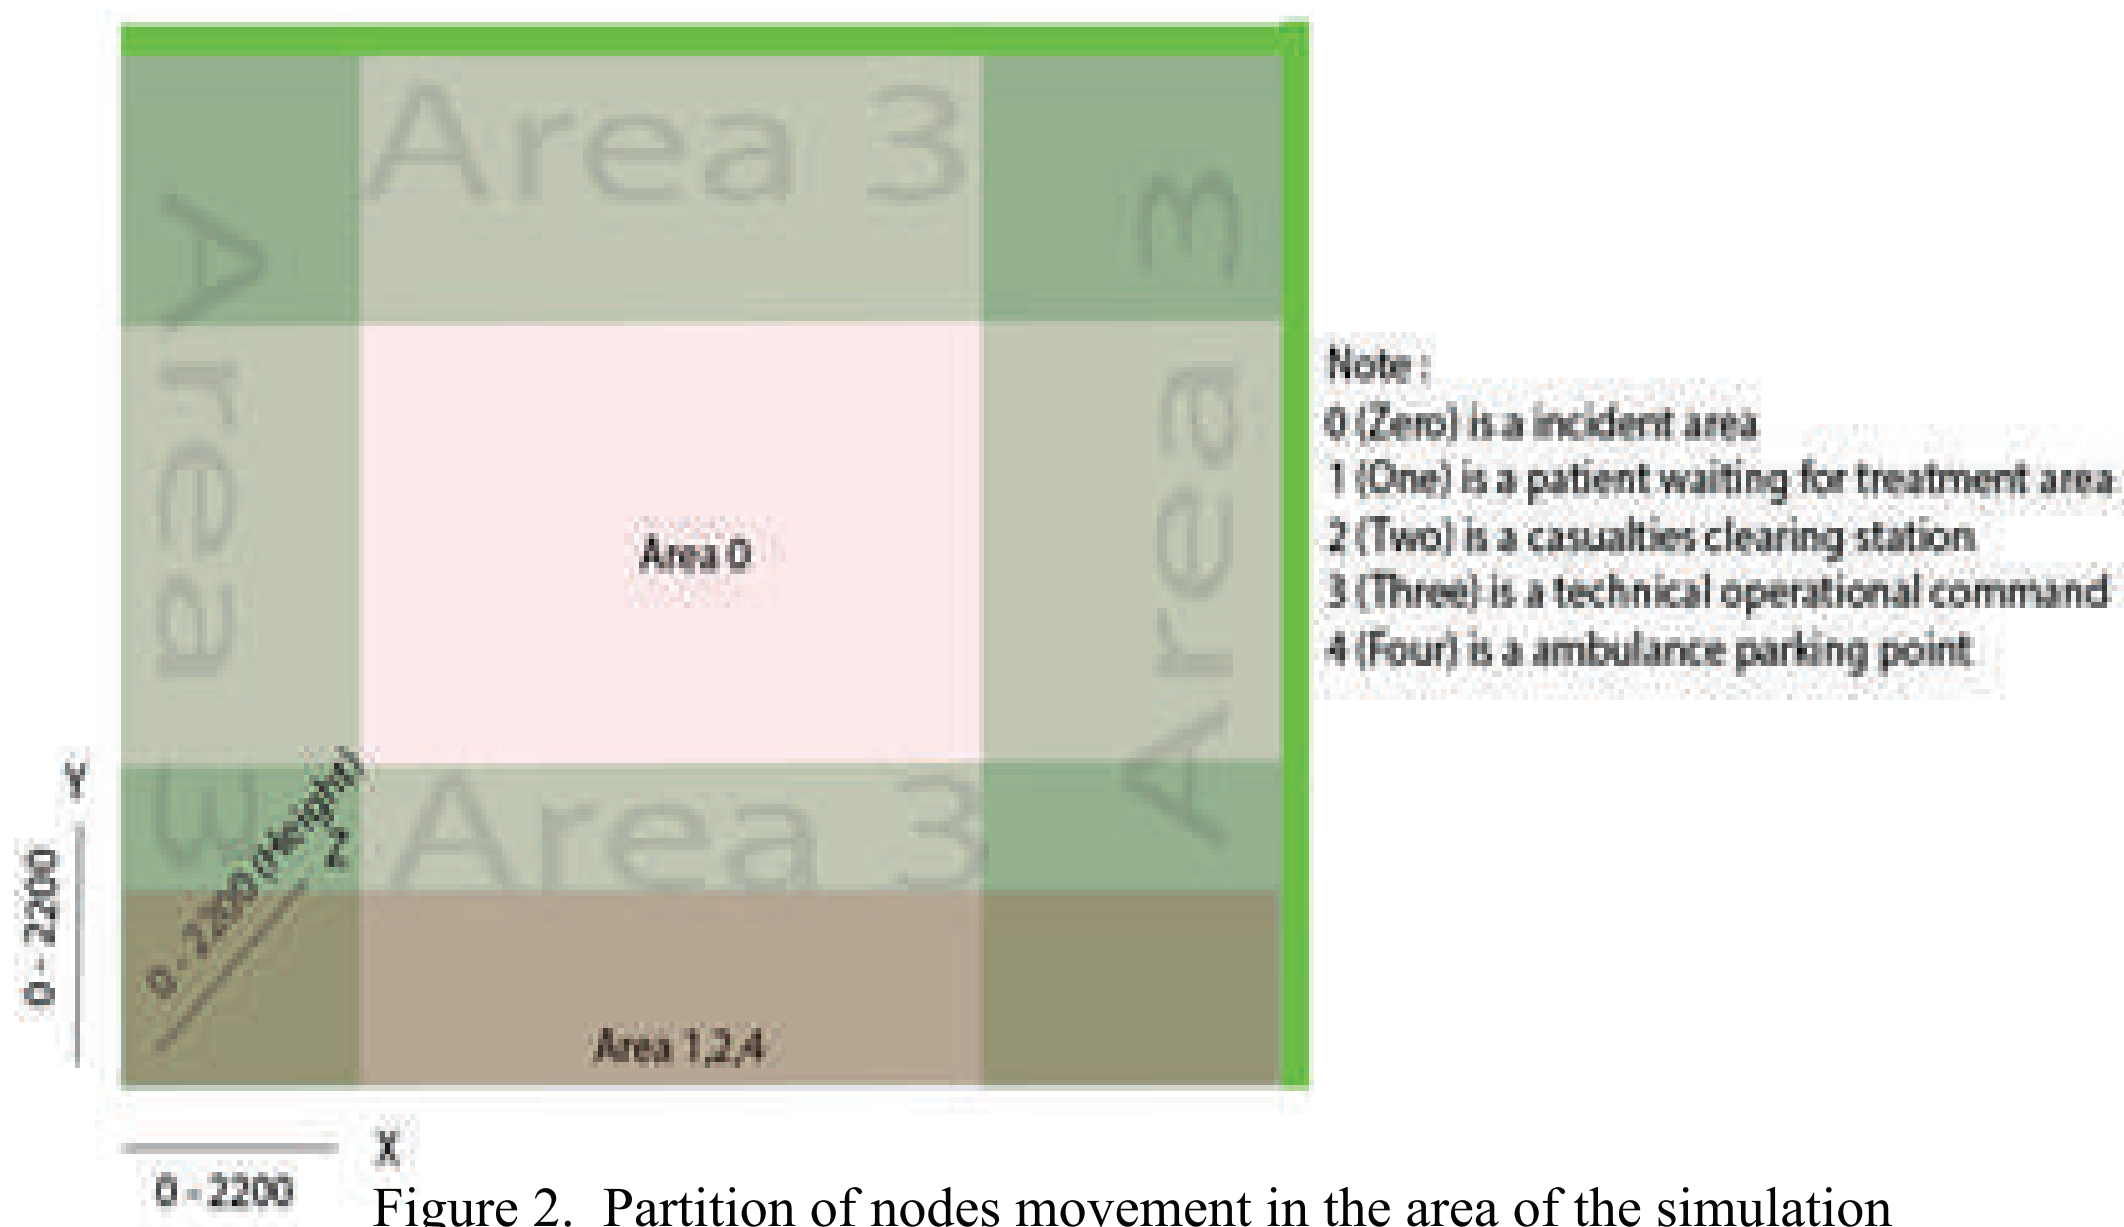 Area 3
Area 3
Area 3
Area 0
Area 3
Area 1,2,4
Note :
0 (Zero) is a incident area
1 (One) is a patient waiting for treatment area
2 (Two) is a casualties clearing station
3 (Three) is a technical operational command
4 (Four) is a ambulance parking point
Y
0 - 2200
0 - 2200 (Height)
Z
X
0 - 2200
Figure 2. Partition of nodes movement in the area of the simulation